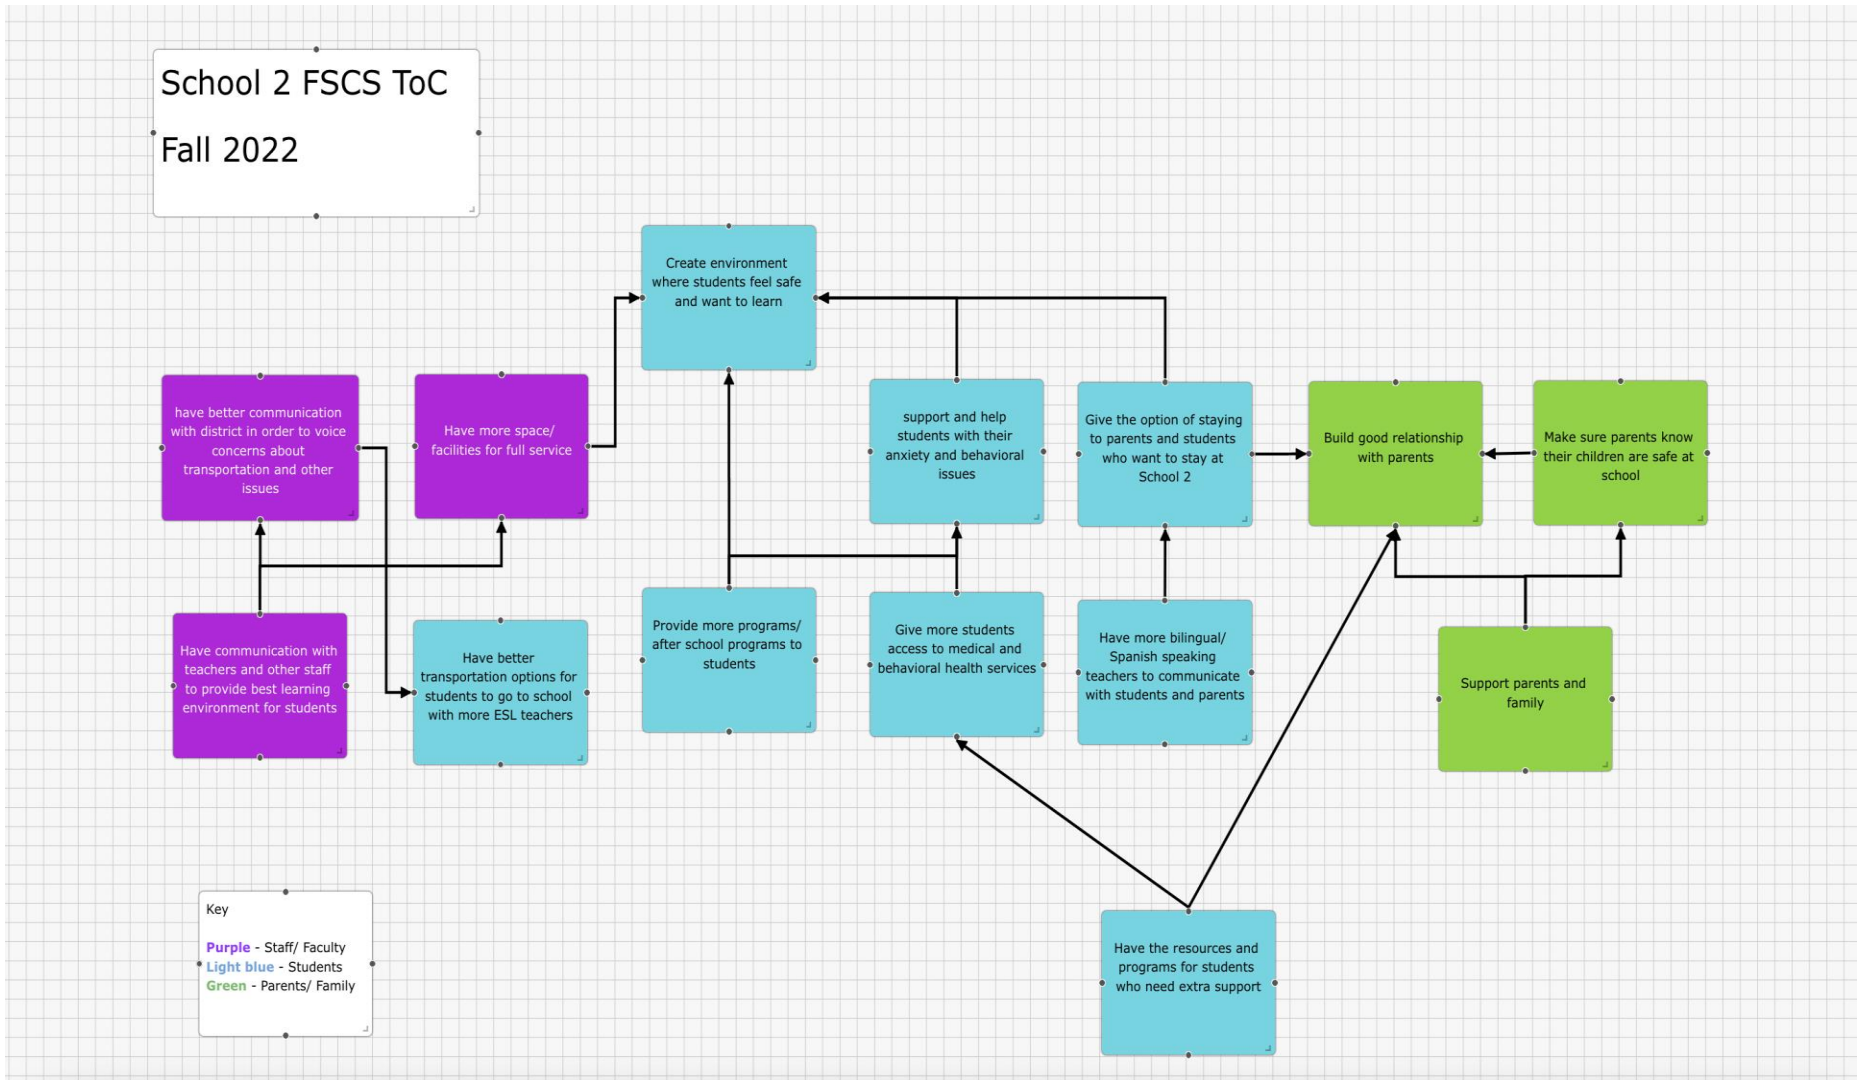 School 2 FSCS ToC
Fall 2022
Create environment
where students feel safe
and want to learn
have better communication
with district in order to voice
concerns about
transportation and other
issues
Have more space/
facilities for full service
support and help
students with their
anxiety and behavioral
issues
Give the option of staying
to parents and students
who want to stay at
School 2
Build good relationship
with parents
Make sure parents know
their children are safe at
school
Have communication with
teachers and other staff
to provide best learning
environment for students
Have better
transportation options for
students to go to school
with more ESL teachers
Provide more programs/
after school programs to
students
Give more students
access to medical and
behavioral health services
Have more bilingual/
Spanish speaking
teachers to communicate
with students and parents
Support parents and
family
Key
Purple - Staff/ Faculty
Light blue - Students
Green - Parents/ Family
Have the resources and
programs for students
who need extra support